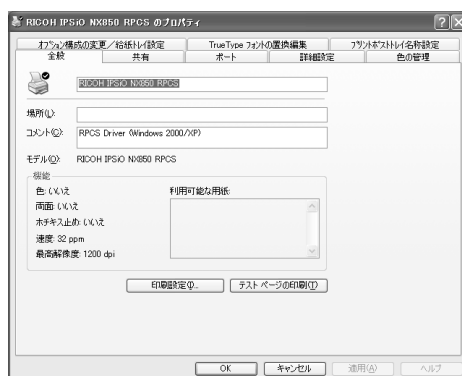 RICOH IPSiO NX850 RPCS のプロパティ
オプション構成の変更／給紙トレイ設定
TrueType フォントの置換編集
プリントポストトレイ名称設定
全般
共有
ポート
詳細設定
色の管理
RICOH IPSiO NX850 RPCS
場所(L):
コメント(C):
RPCS Driver (Windows 2000/XP)
モデル(O):
RICOH IPSiO NX850 RPCS
機能
色: いいえ
利用可能な用紙:
両面: いいえ
ホチキス止め: いいえ
速度: 32 ppm
最高解像度: 1200 dpi
印刷設定(I)...
テスト ページの印刷(T)
OK
キャンセル
適用(A)
ヘルプ